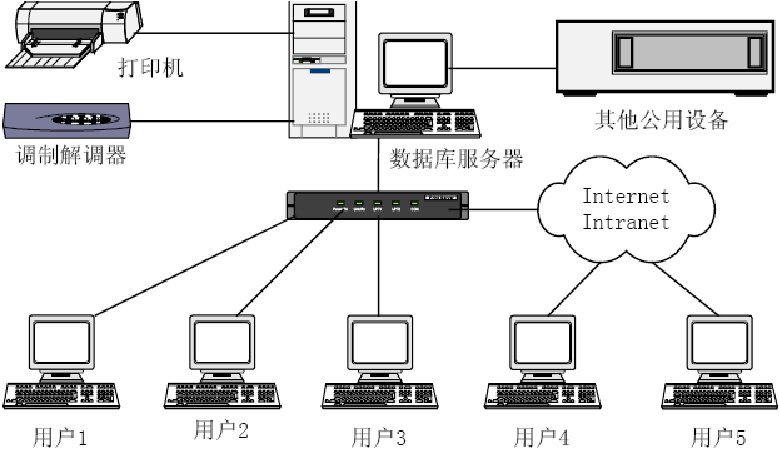 打印机
调制解调器
数据库服务器
其他公用设备
Internet
Intranet
用户1
用户2
用户3
用户4
用户5